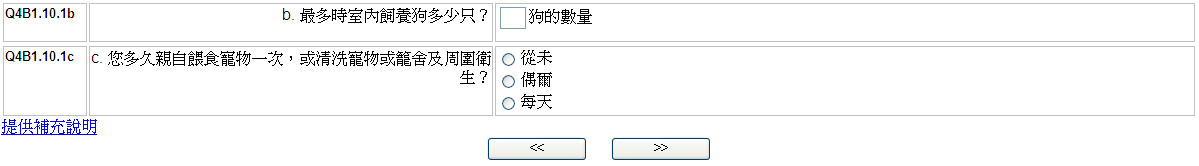 Q4B1.10.1b b. 最多時室內飼養狗多少只？ 狗的數量
Q4B1.10.1c c. 您多久親自餵食寵物一次，或清洗寵物或籠舍及周圍衛生？
從未
偶爾
每天
提供補充說明
<< >>